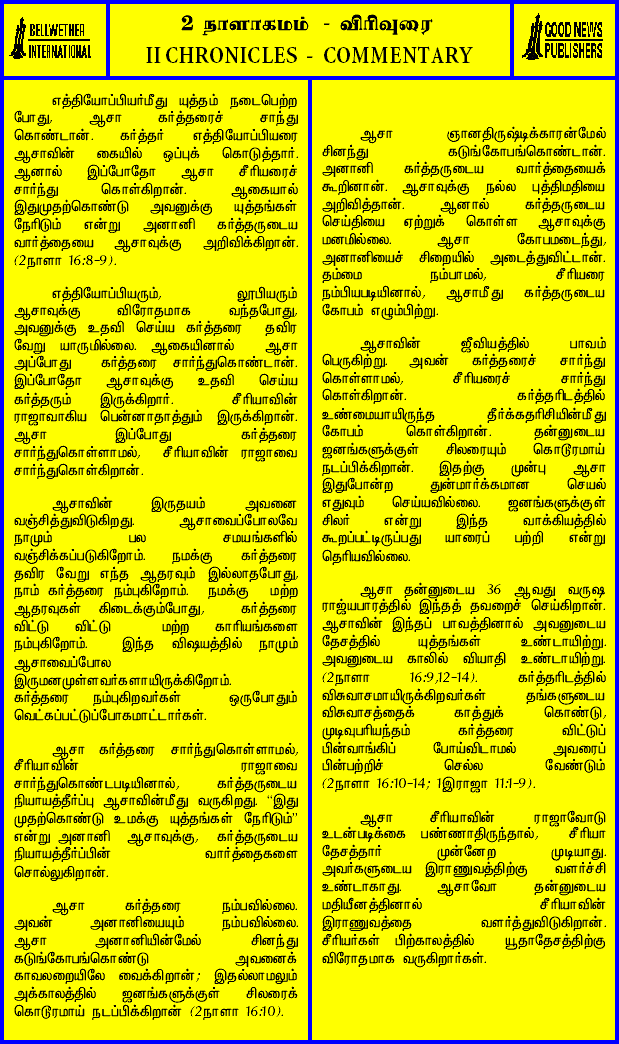 BELLWETHER
INTERNATIONAL
2 நாளாகமம் - விரிவுரை
II CHRONICLES - COMMENTARY
GOOD NEWS
PUBLISHERS
எத்தியோப்பியர்மீது யுத்தம் நடைபெற்ற
போது, ஆசா கர்த்தரைச் சாந்து
கொண்டான். கர்த்தர் எத்தியோப்பியரை
ஆசாவின் கையில் ஒப்புக் கொடுத்தார்.
ஆனால் இப்போதோ ஆசா சீரியரைச்
சார்ந்து கொள்கிறான். ஆகையால்
இதுமுதற்கொண்டு அவனுக்கு யுத்தங்கள்
நேரிடும் என்று அனானி கர்த்தருடைய
வார்த்தையை ஆசாவுக்கு அறிவிக்கிறான்.
(2நாளா 16:8-9).
எத்தியோப்பியரும், லூபியரும்
ஆசாவுக்கு விரோதமாக வந்தபோது,
அவனுக்கு உதவி செய்ய கர்த்தரை தவிர
வேறு யாருமில்லை. ஆகையினால் ஆசா
அப்போது கர்த்தரை சார்ந்துகொண்டான்.
இப்போதோ ஆசாவுக்கு உதவி செய்ய
கர்த்தரும் இருக்கிறார். சீரியாவின்
ராஜாவாகிய பென்னாதாத்தும் இருக்கிறான்.
ஆசா இப்போது கர்த்தரை
சார்ந்துகொள்ளாமல், சீரியாவின் ராஜாவை
சார்ந்துகொள்கிறான்.
ஆசாவின் இருதயம் அவனை
வஞ்சித்துவிடுகிறது. ஆசாவைப்போலவே
நாமும் பல சமயங்களில்
வஞ்சிக்கப்படுகிறோம். நமக்கு கர்த்தரை
தவிர வேறு எந்த ஆதரவும் இல்லாதபோது,
நாம் கர்த்தரை நம்புகிறோம். நமக்கு மற்ற
ஆதரவுகள் கிடைக்கும்போது, கர்த்தரை
விட்டு விட்டு மற்ற காரியங்களை
நம்புகிறோம். இந்த விஷயத்தில் நாமும்
ஆசாவைப்போல
இருமனமுள்ளவர்களாயிருக்கிறோம்.
கர்த்தரை நம்புகிறவர்கள் ஒருபோதும்
வெட்கப்பட்டுப்போகமாட்டார்கள்.
ஆசா கர்த்தரை சார்ந்துகொள்ளாமல்,
சீரியாவின் ராஜாவை
சார்ந்துகொண்டபடியினால், கர்த்தருடைய
நியாயத்தீர்ப்பு ஆசாவின்மீது வருகிறது. “இது
முதற்கொண்டு உமக்கு யுத்தங்கள் நேரிடும்”
என்று அனானி ஆசாவுக்கு, கர்த்தருடைய
நியாயத்தீர்ப்பின் வார்த்தைகளை
சொல்லுகிறான்.
ஆசா கர்த்தரை நம்பவில்லை.
அவன் அனானியையும் நம்பவில்லை.
ஆசா அனானியின்மேல் சினந்து
கடுங்கோபங்கொண்டு அவனைக்
காவலறையிலே வைக்கிறான்; இதல்லாமலும்
அக்காலத்தில் ஜனங்களுக்குள் சிலரைக்
கொடூரமாய் நடப்பிக்கிறான் (2நாளா 16:10).
ஆசா ஞானதிருஷ்டிக்காரன்மேல்
சினந்து கடுங்கோபங்கொண்டான்.
அனானி கர்த்தருடைய வார்த்தையைக்
கூறினான். ஆசாவுக்கு நல்ல புத்திமதியை
அறிவித்தான். ஆனால் கர்த்தருடைய
செய்தியை ஏற்றுக் கொள்ள ஆசாவுக்கு
மனமில்லை. ஆசா கோபமடைந்து,
அனானியைச் சிறையில் அடைத்துவிட்டான்.
தம்மை நம்பாமல், சீரியரை
நம்பியபடியினால், ஆசாமீது கர்த்தருடைய
கோபம் எழும்பிற்று.
ஆசாவின் ஜீவியத்தில் பாவம்
பெருகிற்று. அவன் கர்த்தரைச் சார்ந்து
கொள்ளாமல், சீரியரைச் சார்ந்து
கொள்கிறான். கர்த்தரிடத்தில்
உண்மையாயிருந்த தீர்க்கதரிசியின்மீது
கோபம் கொள்கிறான். தன்னுடைய
ஜனங்களுக்குள் சிலரையும் கொடூரமாய்
நடப்பிக்கிறான். இதற்கு முன்பு ஆசா
இதுபோன்ற துன்மார்க்கமான செயல்
எதுவும் செய்யவில்லை. ஜனங்களுக்குள்
சிலர் என்று இந்த வாக்கியத்தில்
கூறப்பட்டிருப்பது யாரைப் பற்றி என்று
தெரியவில்லை.
ஆசா தன்னுடைய 36 ஆவது வருஷ
ராஜ்யபாரத்தில் இந்தத் தவறைச் செய்கிறான்.
ஆசாவின் இந்தப் பாவத்தினால் அவனுடைய
தேசத்தில் யுத்தங்கள் உண்டாயிற்று.
அவனுடைய காலில் வியாதி உண்டாயிற்று.
(2நாளா 16:9,12-14). கர்த்தரிடத்தில்
விசுவாசமாயிருக்கிறவர்கள் தங்களுடைய
விசுவாசத்தைக் காத்துக் கொண்டு,
முடிவுபரியந்தம் கர்த்தரை விட்டுப்
பின்வாங்கிப் போய்விடாமல் அவரைப்
பின்பற்றிச் செல்ல வேண்டும்
(2நாளா 16:10-14; 1இராஜா 11:1-9).
ஆசா சீரியாவின் ராஜாவோடு
உடன்படிக்கை பண்ணாதிருந்தால், சீரியா
தேசத்தார் முன்னேற முடியாது.
அவர்களுடைய இராணுவத்திற்கு வளர்ச்சி
உண்டாகாது. ஆசாவோ தன்னுடைய
மதியீனத்தினால் சீரியாவின்
இராணுவத்தை வளர்த்துவிடுகிறான்.
சீரியர்கள் பிற்காலத்தில் யூதாதேசத்திற்கு
விரோதமாக வருகிறார்கள்.